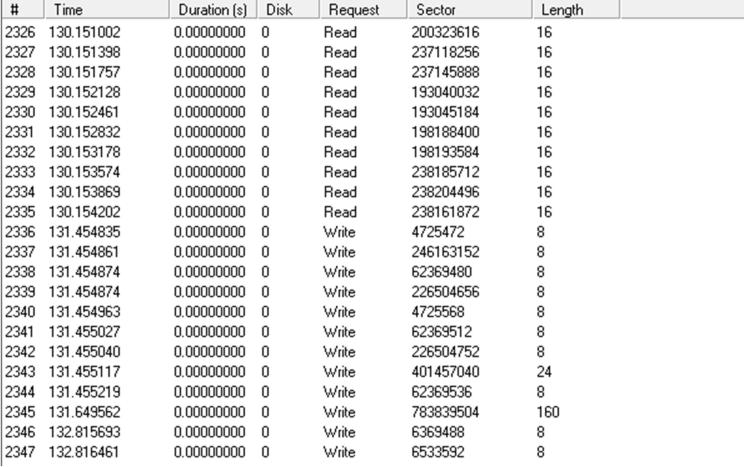 # Time Duration (s) Disk Request Sector Length
2326 130.151002 0.00000000 0 Read 200323616 16
2327 130.151398 0.00000000 0 Read 237118256 16
2328 130.151757 0.00000000 0 Read 237145888 16
2329 130.152128 0.00000000 0 Read 193040032 16
2330 130.152461 0.00000000 0 Read 193045184 16
2331 130.152832 0.00000000 0 Read 198188400 16
2332 130.153178 0.00000000 0 Read 198193584 16
2333 130.153574 0.00000000 0 Read 238185712 16
2334 130.153869 0.00000000 0 Read 238204496 16
2335 130.154202 0.00000000 0 Read 238161872 16
2336 131.454835 0.00000000 0 Write 4725472 8
2337 131.454861 0.00000000 0 Write 246163152 8
2338 131.454874 0.00000000 0 Write 62369480 8
2339 131.454874 0.00000000 0 Write 226504656 8
2340 131.454963 0.00000000 0 Write 4725568 8
2341 131.455027 0.00000000 0 Write 62369512 8
2342 131.455040 0.00000000 0 Write 226504752 8
2343 131.455117 0.00000000 0 Write 401457040 24
2344 131.455219 0.00000000 0 Write 62369536 8
2345 131.649562 0.00000000 0 Write 783839504 160
2346 132.815693 0.00000000 0 Write 6369488 8
2347 132.816461 0.00000000 0 Write 6533592 8